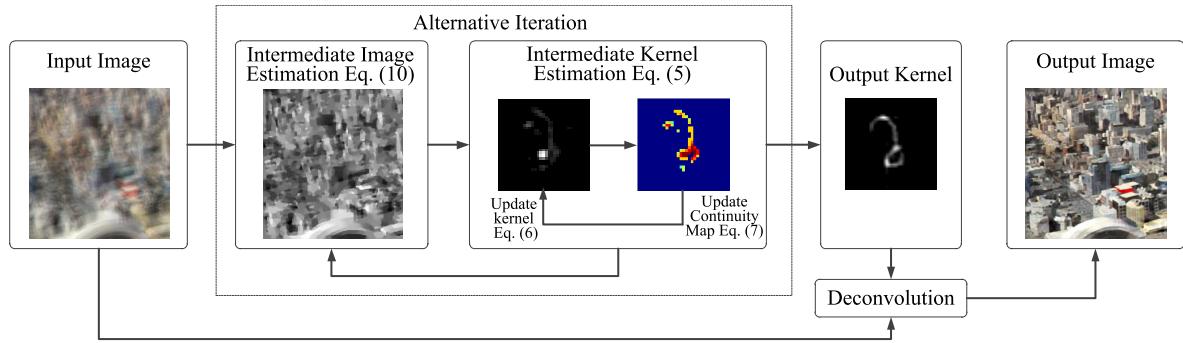 Alternative Iteration
Input Image
Intermediate Image
Estimation Eq. (10)
Intermediate Kernel
Estimation Eq. (5)
Update
kernel
Eq. (6)
Update
Continuity
Map Eq. (7)
Output Kernel
Output Image
Deconvolution